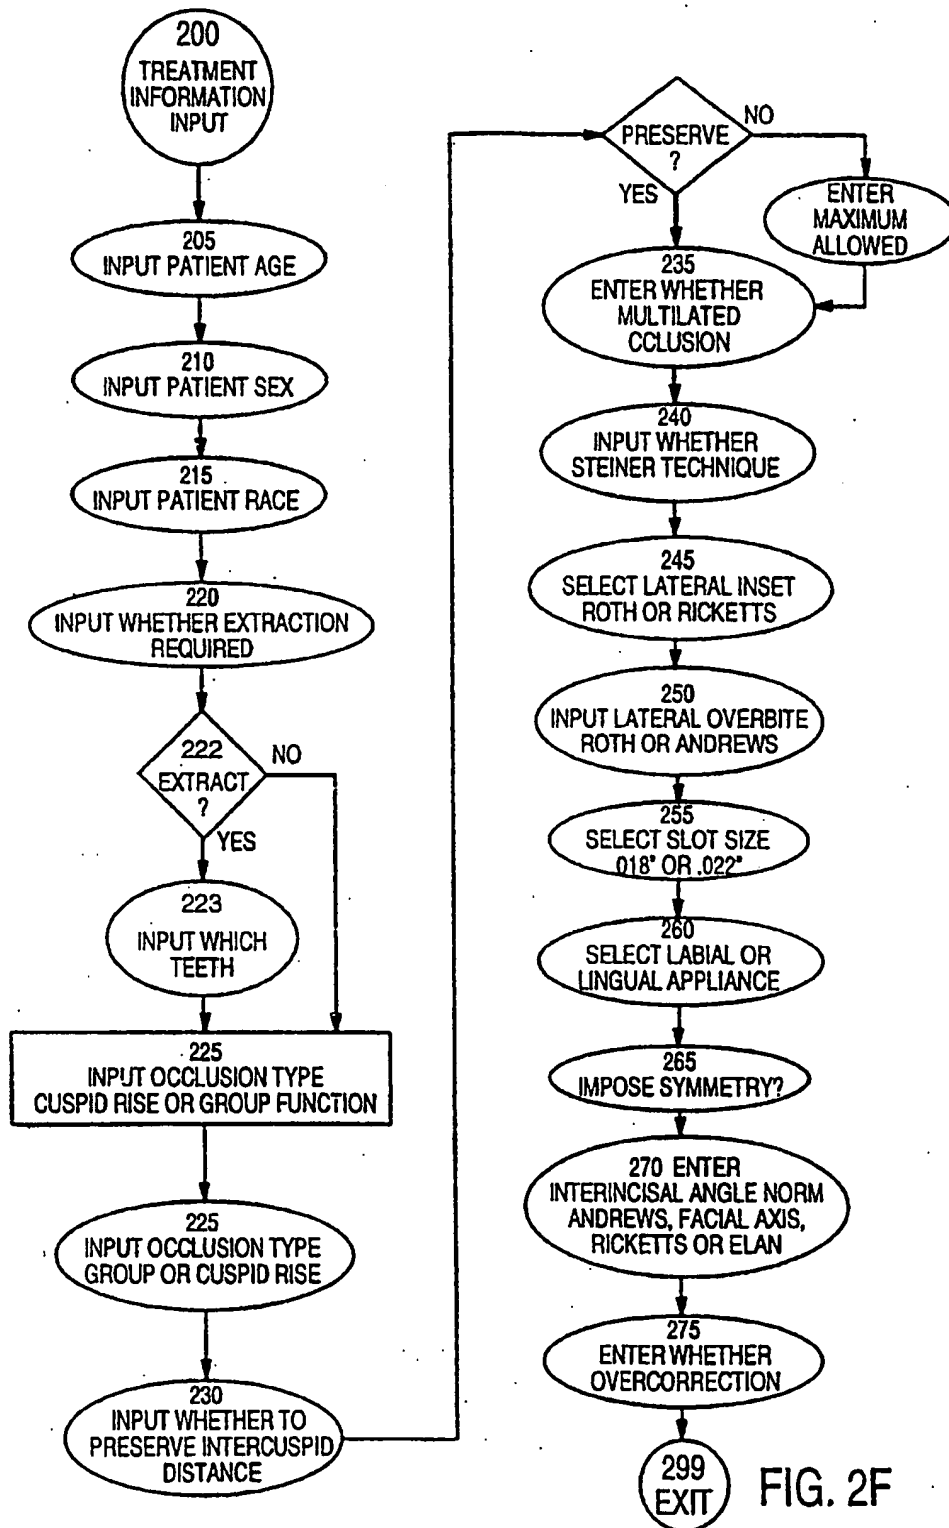 200
TREATMENT
INFORMATION
INPUT
205
INPUT PATIENT AGE
210
INPUT PATIENT SEX
215
INPUT PATIENT RACE
220
INPUT WHETHER EXTRACTION
REQUIRED
222
EXTRACT
?
NO
YES
223
INPUT WHICH
TEETH
225
INPUT OCCLUSION TYPE
CUSPID RISE OR GROUP FUNCTION
225
INPUT OCCLUSION TYPE
GROUP OR CUSPID RISE
230
INPUT WHETHER TO
PRESERVE INTERCUSPID
DISTANCE
PRESERVE
?
NO
YES
ENTER
MAXIMUM
ALLOWED
235
ENTER WHETHER
MULTILATED
CCLUSION
240
INPUT WHETHER
STEINER TECHNIQUE
245
SELECT LATERAL INSET
ROTH OR RICKETTS
250
INPUT LATERAL OVERBITE
ROTH OR ANDREWS
255
SELECT SLOT SIZE
.018" OR .022"
260
SELECT LABIAL OR
LINGUAL APPLIANCE
265
IMPOSE SYMMETRY?
270 ENTER
INTERINCISAL ANGLE NORM
ANDREWS, FACIAL AXIS,
RICKETTS OR ELAN
275
ENTER WHETHER
OVERCORRECTION
299
EXIT
FIG. 2F